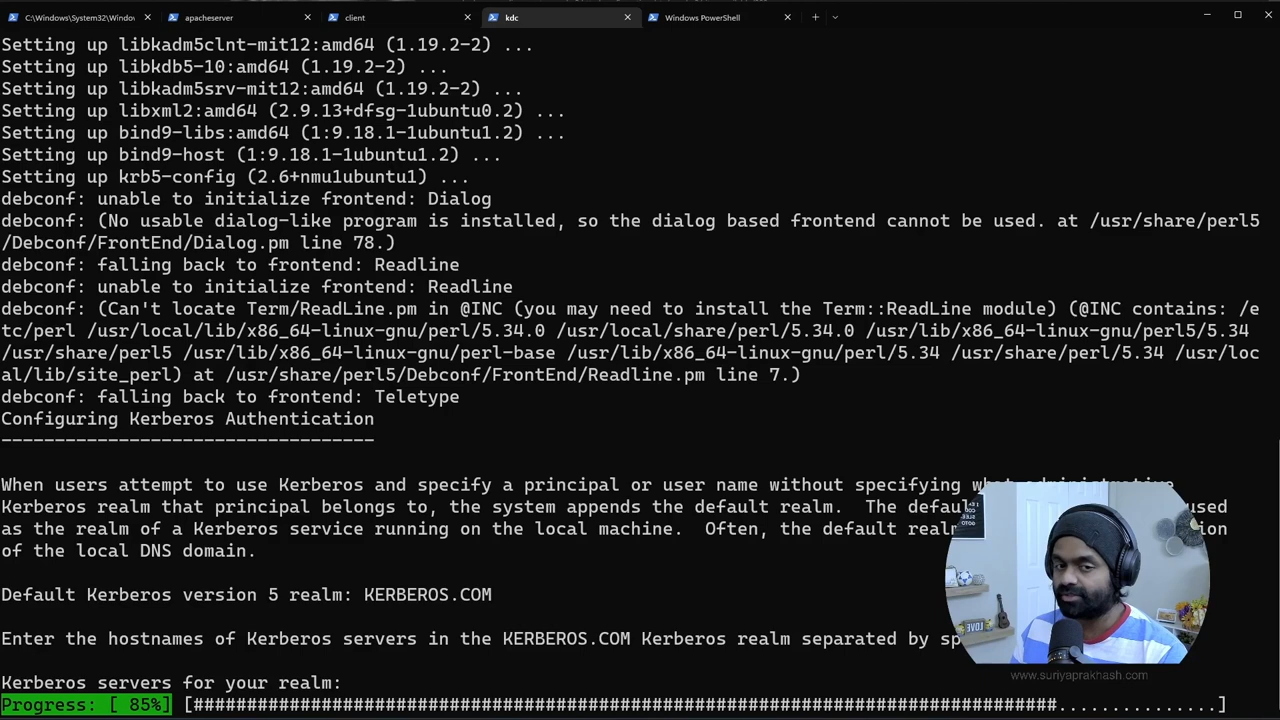 C:\Windows\System32\Window
apacheserver
client
kdc
Windows PowerShell
Setting up libkadm5clnt-mit12:amd64 (1.19.2-2) ...
Setting up libkdb5-10:amd64 (1.19.2-2) ...
Setting up libkadm5srv-mit12:amd64 (1.19.2-2) ...
Setting up libxml2:amd64 (2.9.13+dfsg-1ubuntu0.2) ...
Setting up bind9-libs:amd64 (1:9.18.1-1ubuntu1.2) ...
Setting up bind9-host (1:9.18.1-1ubuntu1.2) ...
Setting up krb5-config (2.6+nmu1ubuntu1) ...
debconf: unable to initialize frontend: Dialog
debconf: (No usable dialog-like program is installed, so the dialog based frontend cannot be used. at /usr/share/perl5
/Debconf/FrontEnd/Dialog.pm line 78.)
debconf: falling back to frontend: Readline
debconf: unable to initialize frontend: Readline
debconf: (Can't locate Term/ReadLine.pm in @INC (you may need to install the Term::ReadLine module) (@INC contains: /e
tc/perl /usr/local/lib/x86_64-linux-gnu/perl/5.34.0 /usr/local/share/perl/5.34.0 /usr/lib/x86_64-linux-gnu/perl5/5.34
/usr/share/perl5 /usr/lib/x86_64-linux-gnu/perl-base /usr/lib/x86_64-linux-gnu/perl/5.34 /usr/share/perl/5.34 /usr/loc
al/lib/site_perl) at /usr/share/perl5/Debconf/FrontEnd/Readline.pm line 7.)
debconf: falling back to frontend: Teletype
Configuring Kerberos Authentication
-----------------------------------
When users attempt to use Kerberos and specify a principal or user name without specifying what administrative
Kerberos realm that principal belongs to, the system appends the default realm.  The defau used
as the realm of a Kerberos service running on the local machine.  Often, the default realm ion
of the local DNS domain.
Default Kerberos version 5 realm: KERBEROS.COM
Enter the hostnames of Kerberos servers in the KERBEROS.COM Kerberos realm separated by sp
Kerberos servers for your realm:
LOVE
www.suriyaprakhash.com
Progress: [ 85%] [#################################################################################...............]